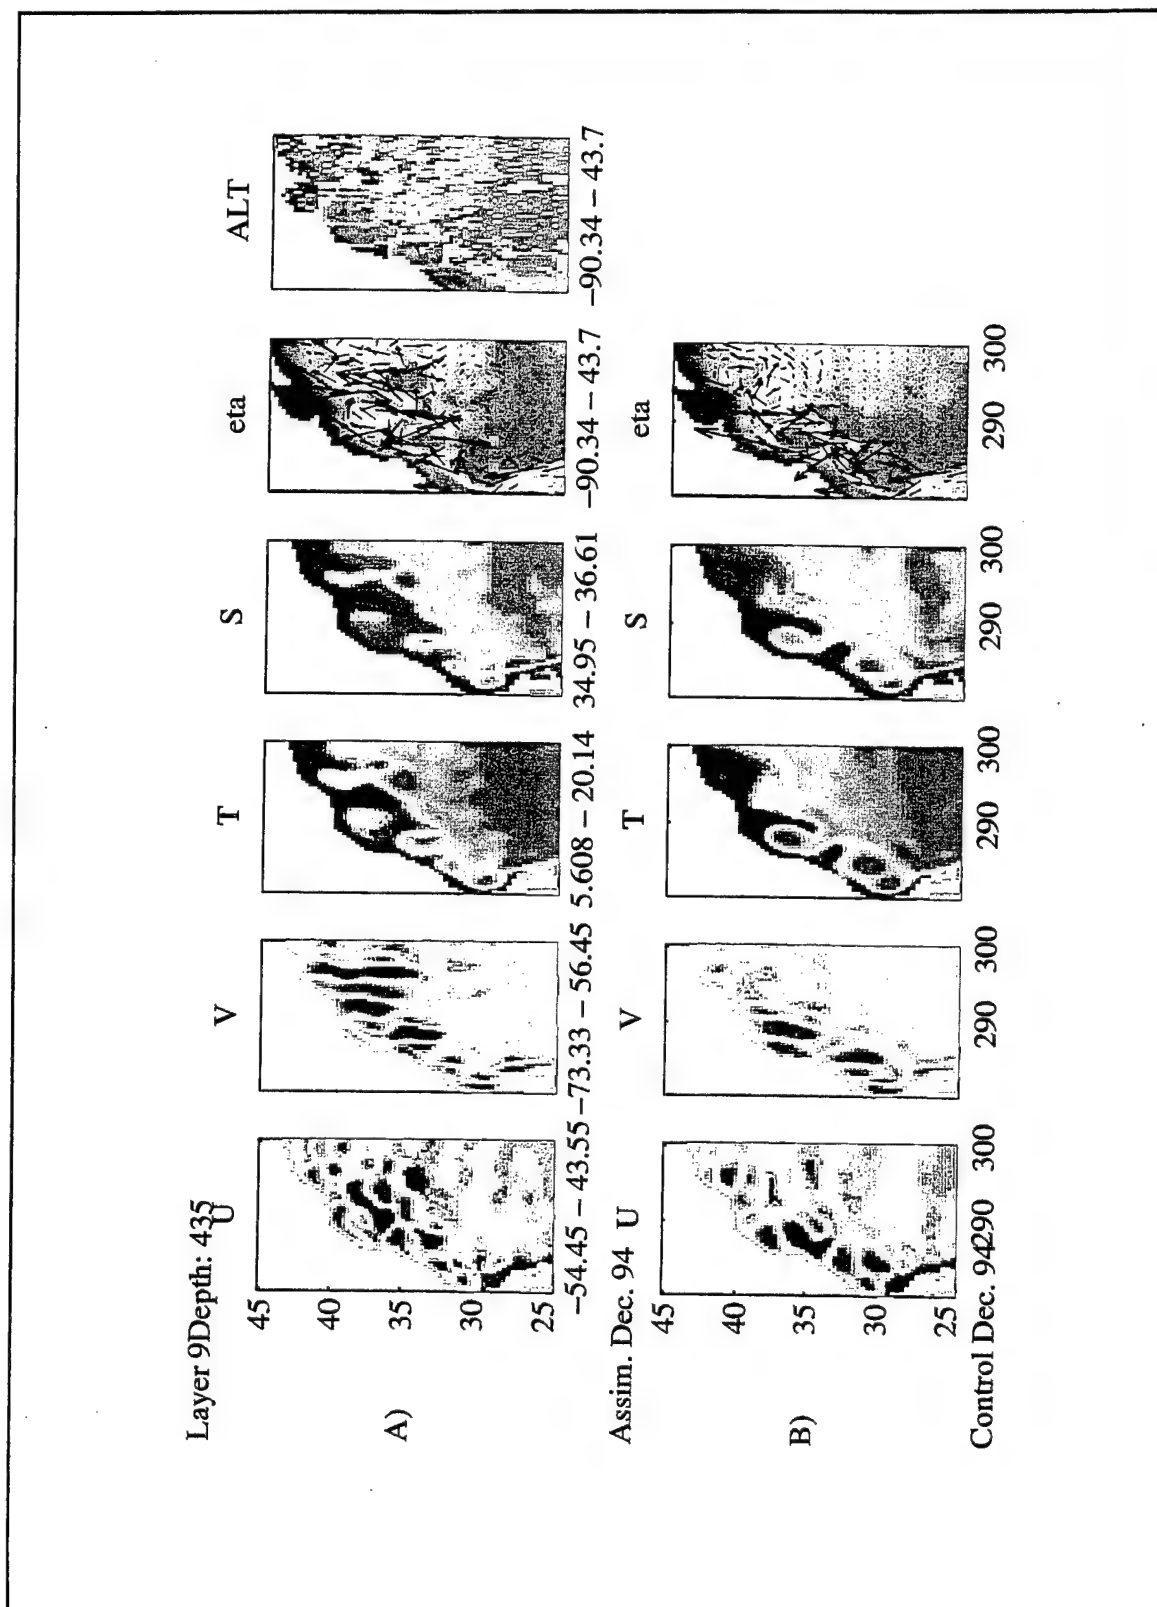 Layer 9Depth: 435
U V T S eta ALT
A)
45
40
35
30
25
−54.45 − 43.55 −73.33 − 56.45 5.608 − 20.14 34.95 − 36.61 −90.34 − 43.7 −90.34 − 43.7
Assim. Dec. 94 U V T S eta
B)
45
40
35
30
25
Control Dec. 94290 300 290 300 290 300 290 300 290 300